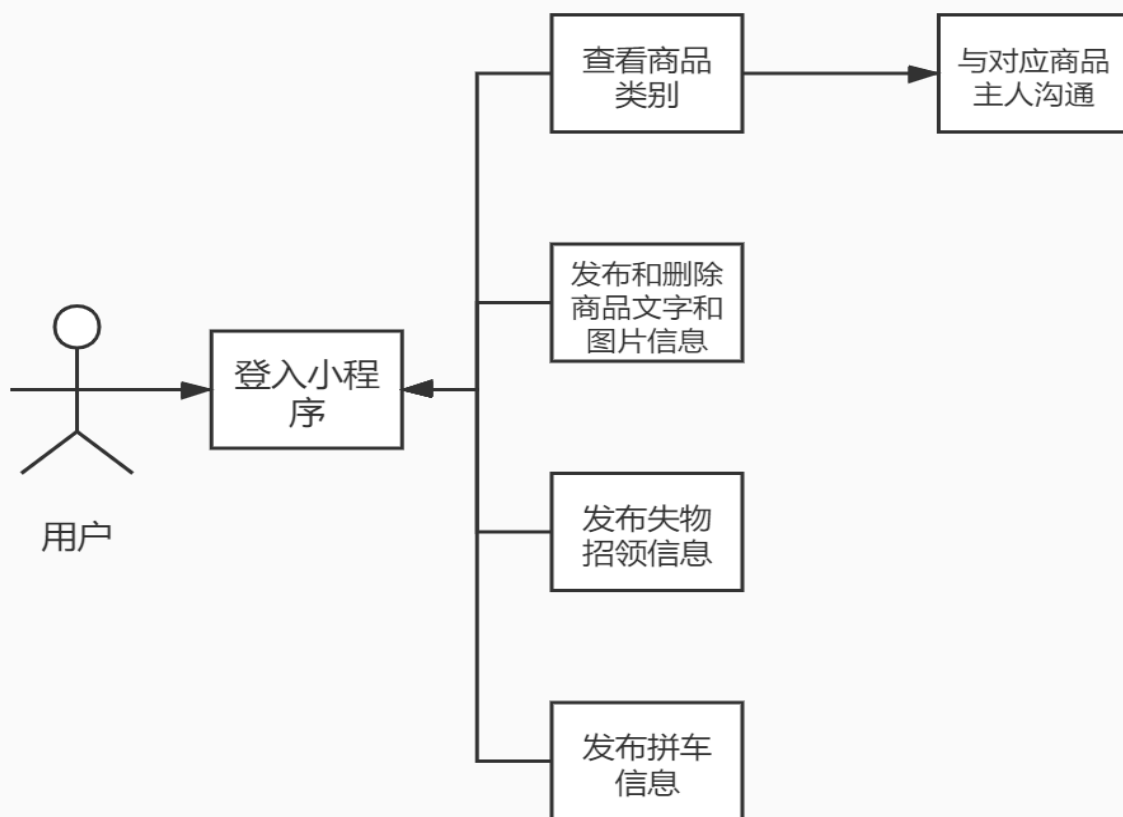 查看商品
类别
与对应商品
主人沟通
发布和删除
商品文字和
图片信息
登入小程
序
用户
发布失物
招领信息
发布拼车
信息